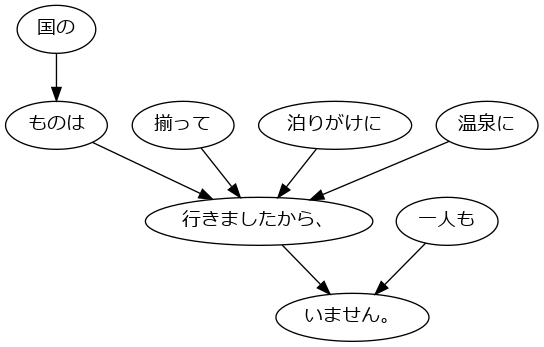 国の
ものは
揃って
泊りがけに
温泉に
行きましたから、
一人も
いません。